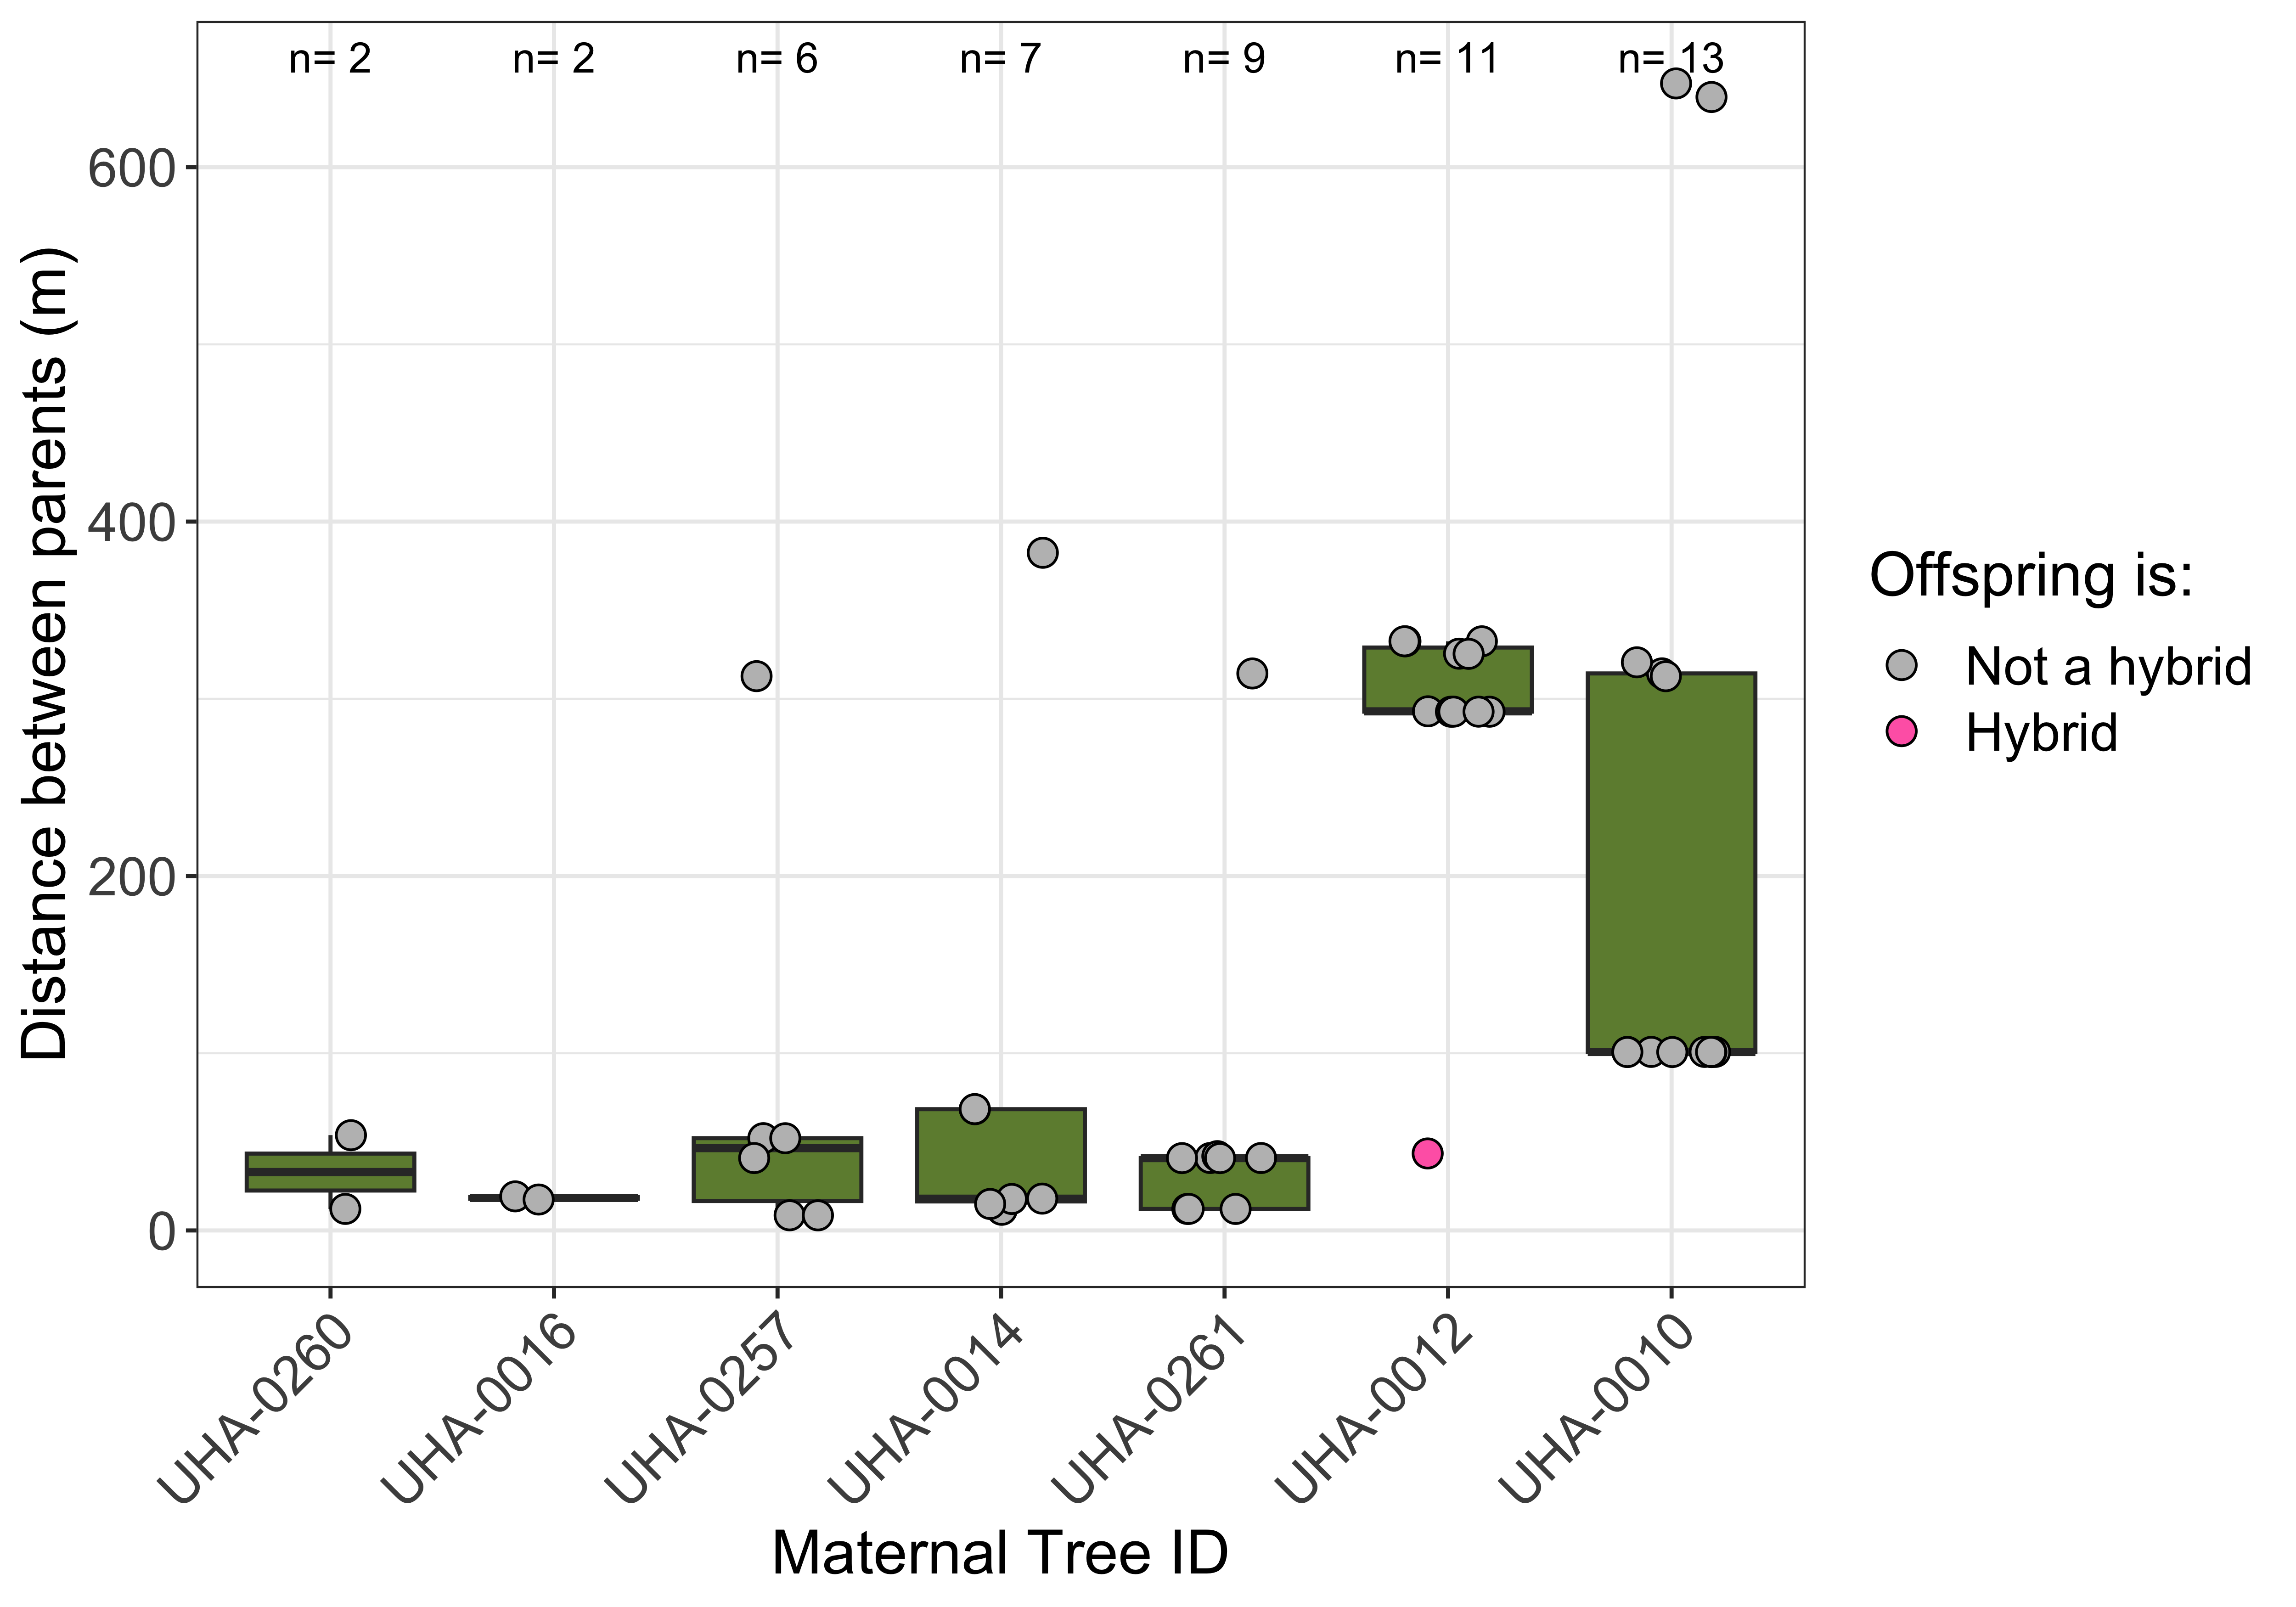 n= 2 n= 2 n= 6 n= 7 n= 9 n= 11 n= 13
600
400
200
0
Distance between parents (m)
UHA-0260 UHA-0016 UHA-0257 UHA-0014 UHA-0261 UHA-0012 UHA-0010
Maternal Tree ID
Offspring is:
Not a hybrid
Hybrid